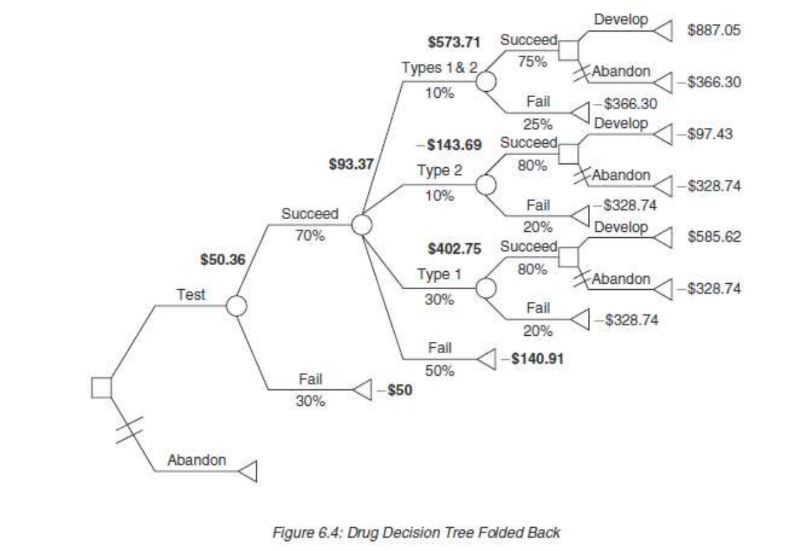 Develop
$887.05
$573.71 Succeed
Types 1& 2 75%
Abandon
-$366.30
10%
Fail
-$366.30
25%
Develop
-$97.43
-$143.69 Succeed
$93.37 Type 2 80%
Abandon
-$328.74
10%
Fail
-$328.74
20%
Succeed
70%
Develop
$585.62
$402.75 Succeed
$50.36
Type 1 80%
Abandon
-$328.74
Test
30%
Fail
-$328.74
20%
Fail
-$140.91
50%
Fail
-$50
30%
Abandon
Figure 6.4: Drug Decision Tree Folded Back